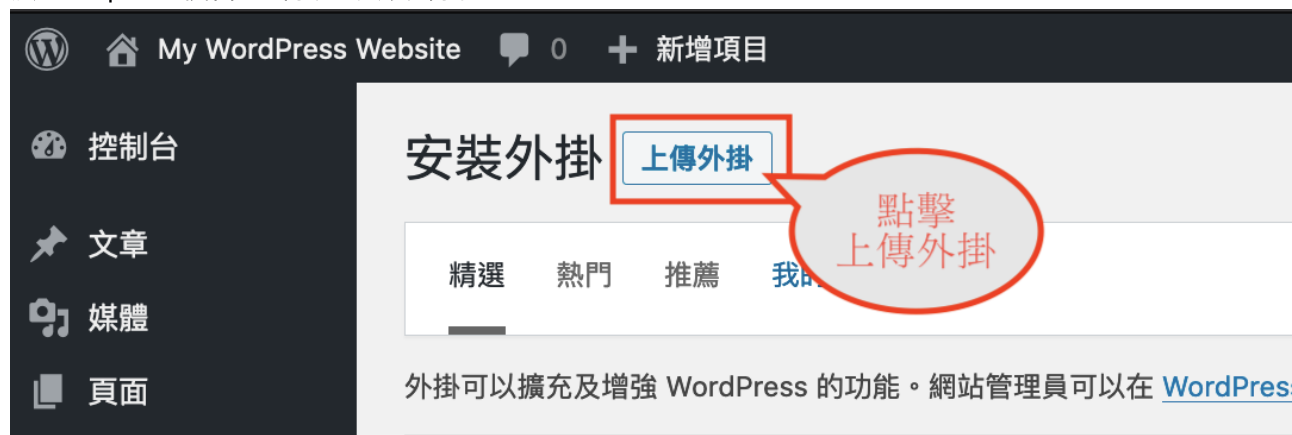 My WordPress Website 0 新增項目
控制台
安裝外掛 上傳外掛
點擊
上傳外掛
文章
精選 熱門 推薦
媒體
外掛可以擴充及增強 WordPress 的功能。網站管理員可以在 WordPress
頁面